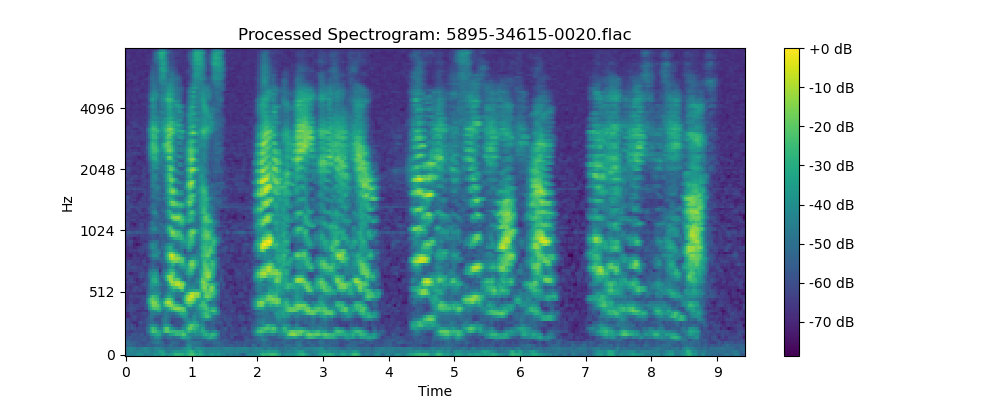 Processed Spectrogram: 5895-34615-0020.flac
Hz
4096
2048
1024
512
0
0 1 2 3 4 5 6 7 8 9
Time
+0 dB
-10 dB
-20 dB
-30 dB
-40 dB
-50 dB
-60 dB
-70 dB